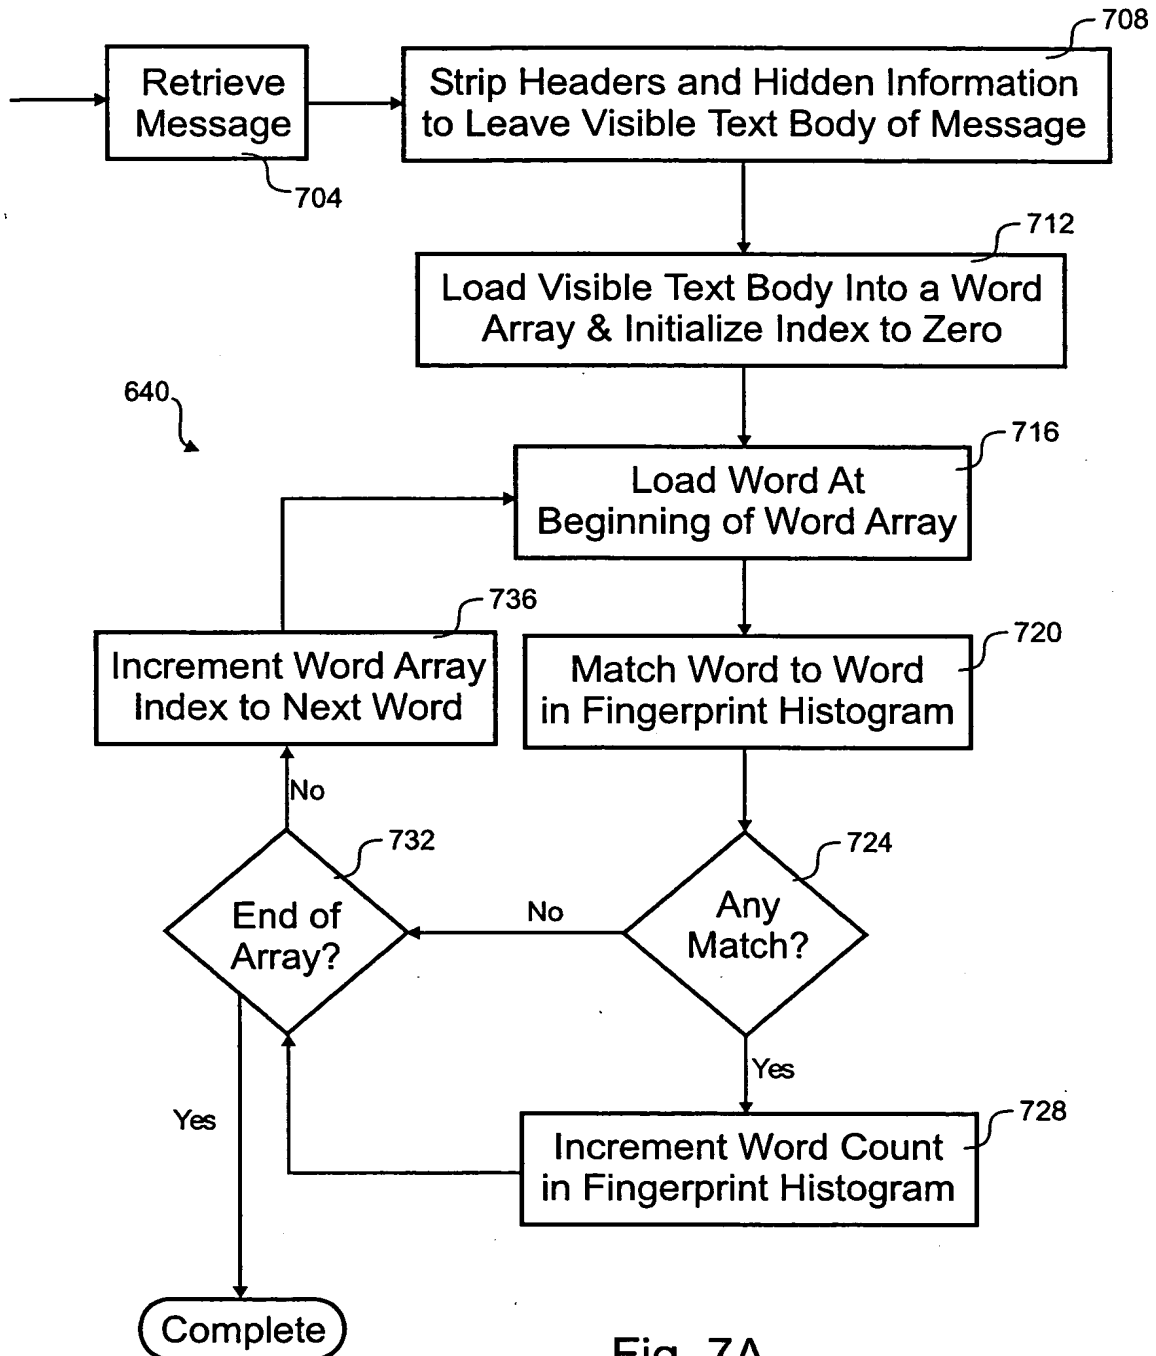 708
Retrieve
Message
Strip Headers and Hidden Information
to Leave Visible Text Body of Message
704
712
Load Visible Text Body Into a Word
Array & Initialize Index to Zero
640
716
Load Word At
Beginning of Word Array
736
720
Increment Word Array
Index to Next Word
Match Word to Word
in Fingerprint Histogram
No
732
724
End of
Array?
No
Any
Match?
Yes
Yes
728
Increment Word Count
in Fingerprint Histogram
Complete
Fig. 7A